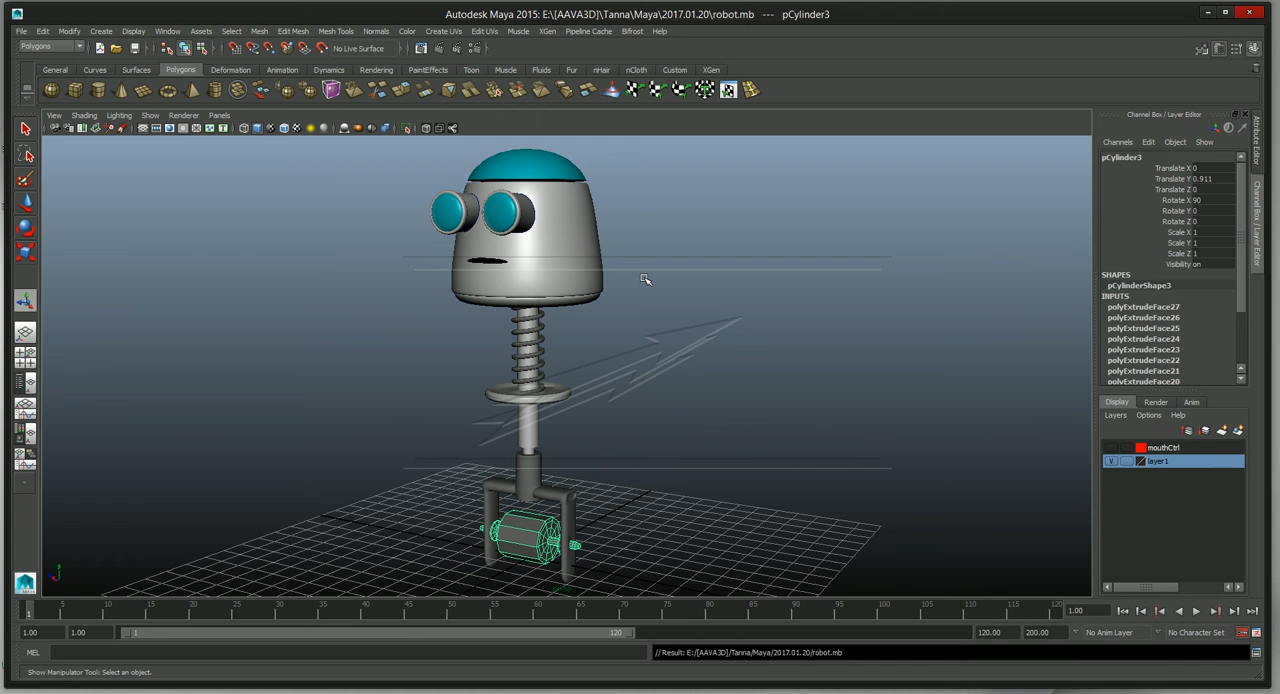 Autodesk Maya 2015: E:\[AAVA3D]\Tanna\Maya\2017.01.20\robot.mb --- pCylinder3
File Edit Modify Create Display Window Assets Select Mesh Edit Mesh Mesh Tools Normals Color Create UVs Edit UVs Muscle XGen Pipeline Cache Bifrost Help
Polygons No Live Surface
General Curves Surfaces Polygons Deformation Animation Dynamics Rendering PaintEffects Toon Muscle Fluids Fur nHair nCloth Custom XGen
View Shading Lighting Show Renderer Panels
Channel Box / Layer Editor
Channels Edit Object Show
pCylinder3
Translate X 0
Translate Y 0.911
Translate Z 0
Rotate X 90
Rotate Y 0
Rotate Z 0
Scale X 1
Scale Y 1
Scale Z 1
Visibility on
SHAPES
pCylinderShape3
INPUTS
polyExtrudeFace27
polyExtrudeFace26
polyExtrudeFace25
polyExtrudeFace24
polyExtrudeFace23
polyExtrudeFace22
polyExtrudeFace21
polyExtrudeFace20
Attribute Editor
Channel Box / Layer Editor
Display Render Anim
Layers Options Help
mouthCtrl
V layer1
1 5 10 15 20 25 30 35 40 45 50 55 60 65 70 75 80 85 90 95 100 105 110 115 120 1.00
1.00 1.00 1 120 120.00 200.00 No Anim Layer No Character Set
MEL // Result: E:/[AAVA3D]/Tanna/Maya/2017.01.20/robot.mb
Show Manipulator Tool: Select an object.